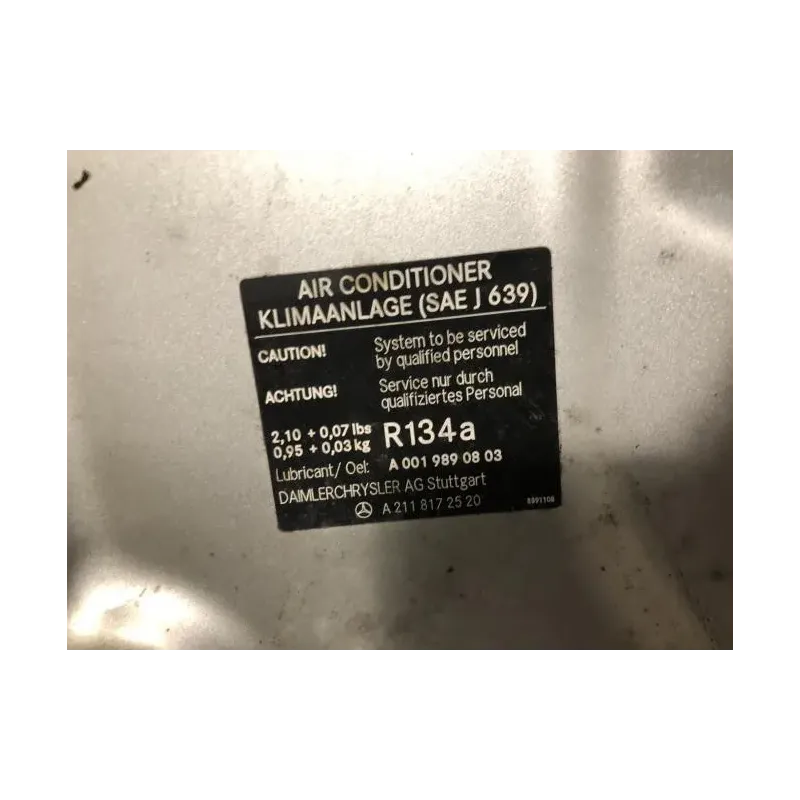 AIR CONDITIONER
KLIMAANLAGE (SAE J 639)
CAUTION! System to be serviced
by qualified personnel
ACHTUNG! Service nur durch
qualifiziertes Personal
2,10 + 0,07 lbs
0,95 + 0,03 kg R134a
Lubricant/ Oel: A 001 989 08 03
DAIMLERCHRYSLER AG Stuttgart
A 211 817 25 20